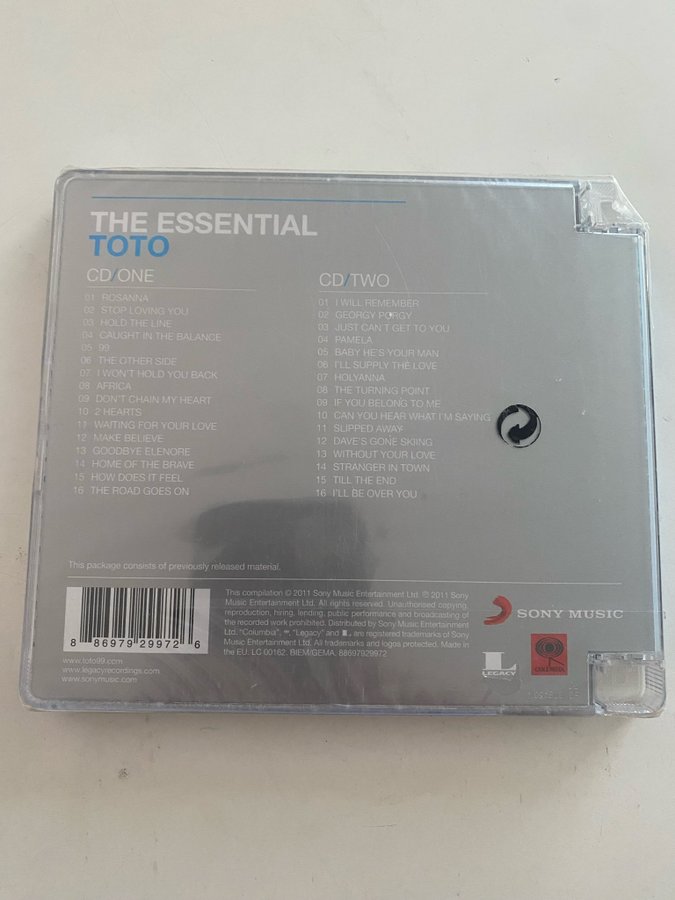 THE ESSENTIAL
TOTO
CD/ONE
01 ROSANNA
02 STOP LOVING YOU
03 HOLD THE LINE
04 CAUGHT IN THE BALANCE
05 99
06 THE OTHER SIDE
07 I WON'T HOLD YOU BACK
08 AFRICA
09 DON'T CHAIN MY HEART
10 2 HEARTS
11 WAITING FOR YOUR LOVE
12 MAKE BELIEVE
13 GOODBYE ELENORE
14 HOME OF THE BRAVE
15 HOW DOES IT FEEL
16 THE ROAD GOES ON
CD/TWO
01 I WILL REMEMBER
02 GEORGY PORGY
03 JUST CAN T GET TO YOU
04 PAMELA
05 BABY HE'S YOUR MAN
06 I'LL SUPPLY THE LOVE
07 HOLYANNA
08 THE TURNING POINT
09 IF YOU BELONG TO ME
10 CAN YOU HEAR WHAT I'M SAYING
11 SLIPPED AWAY
12 DAVE'S GONE SKIING
13 WITHOUT YOUR LOVE
14 STRANGER IN TOWN
15 TILL THE END
16 I'LL BE OVER YOU
This package consists of previously released material.
8 86979 29972 6
www.toto99.com
www.legacyrecordings.com
www.sonymusic.com
This compilation © 2011 Sony Music Entertainment Ltd. ℗ 2011 Sony
Music Entertainment Ltd. All rights reserved. Unauthorised copying,
reproduction, hiring, lending, public performance and broadcasting of
the recorded work prohibited. Distributed by Sony Music Entertainment
Ltd. "Columbia", "Legacy" and L are registered trademarks of Sony
Music Entertainment Ltd. All trademarks and logos protected. Made in
the EU. LC 00162. BIEM/GEMA. 88697929972
SONY MUSIC
L
LEGACY
COLUMBIA